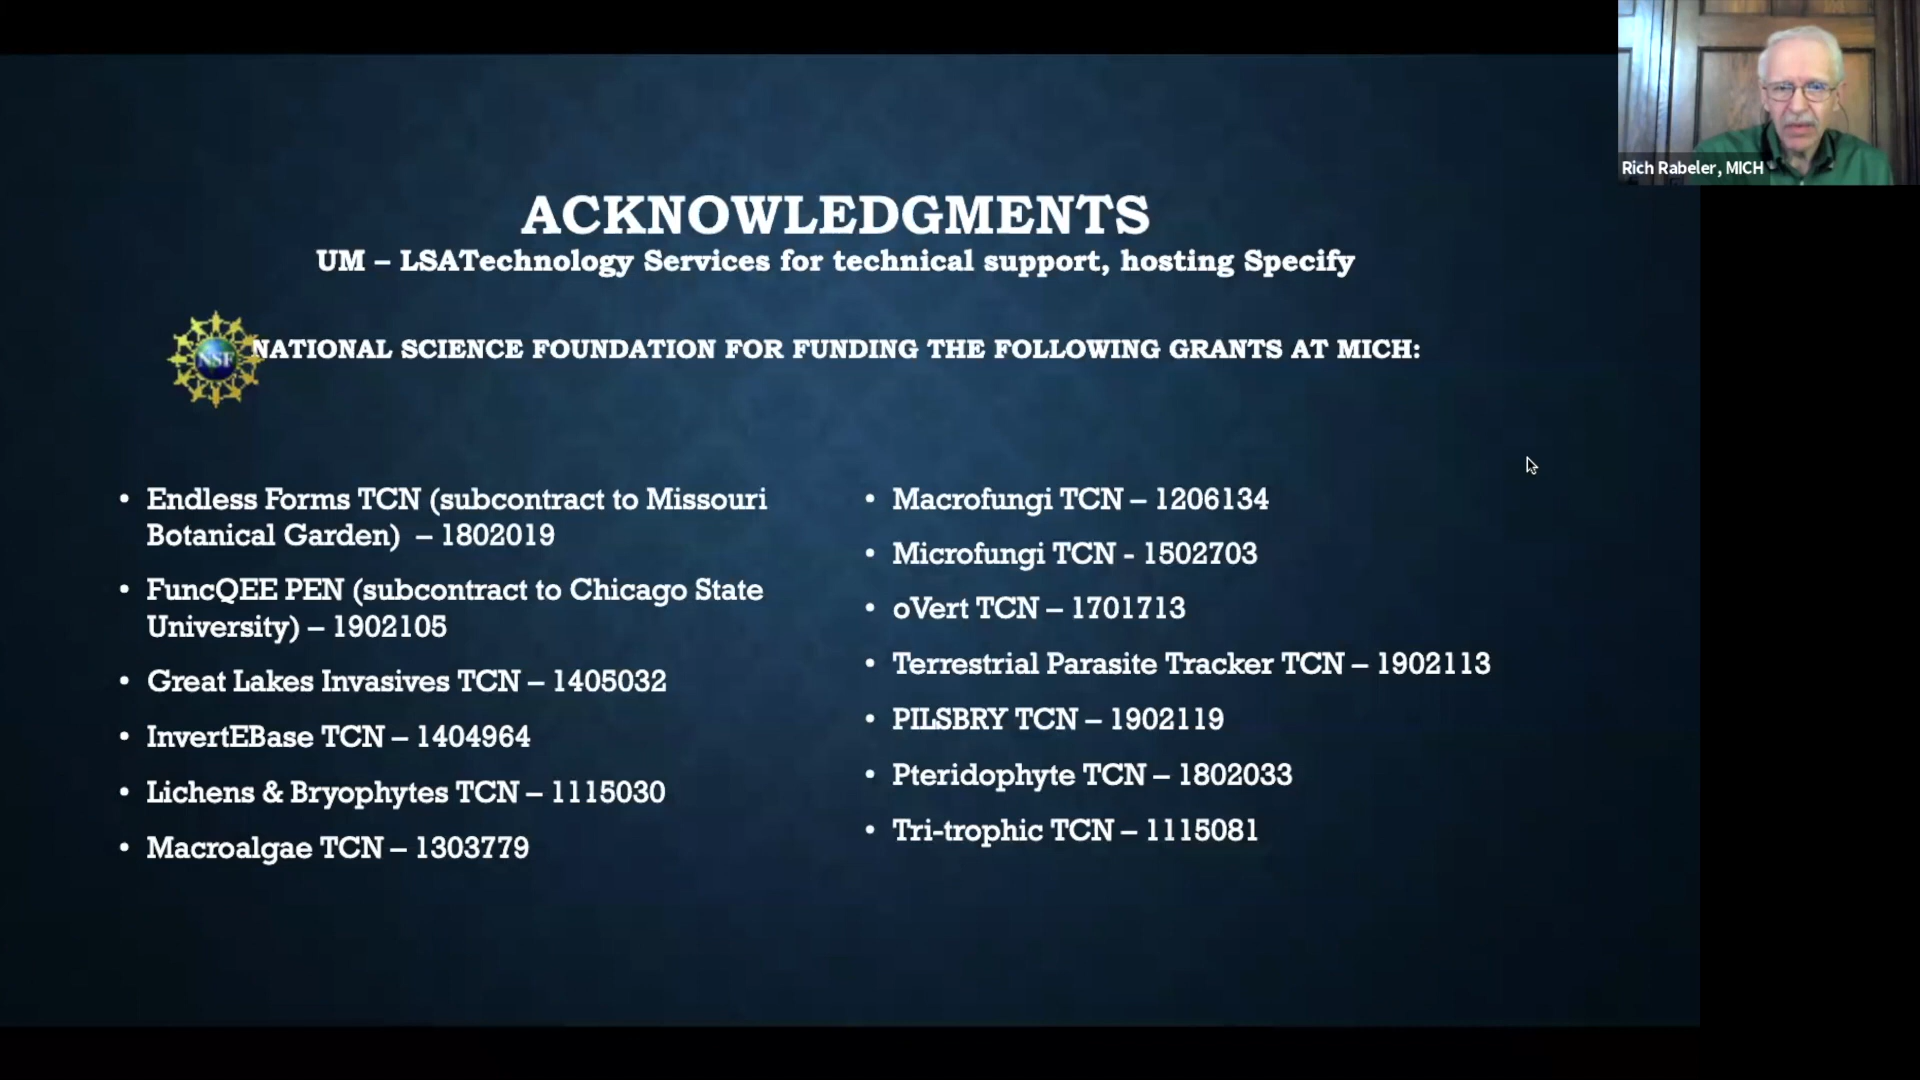 Rich Rabeler, MICH
ACKNOWLEDGMENTS
UM – LSATechnology Services for technical support, hosting Specify
NSF
NATIONAL SCIENCE FOUNDATION FOR FUNDING THE FOLLOWING GRANTS AT MICH:
• Endless Forms TCN (subcontract to Missouri
Botanical Garden) – 1802019
• FuncQEE PEN (subcontract to Chicago State
University) – 1902105
• Great Lakes Invasives TCN – 1405032
• InvertEBase TCN – 1404964
• Lichens & Bryophytes TCN – 1115030
• Macroalgae TCN – 1303779
• Macrofungi TCN – 1206134
• Microfungi TCN - 1502703
• oVert TCN – 1701713
• Terrestrial Parasite Tracker TCN – 1902113
• PILSBRY TCN – 1902119
• Pteridophyte TCN – 1802033
• Tri-trophic TCN – 1115081